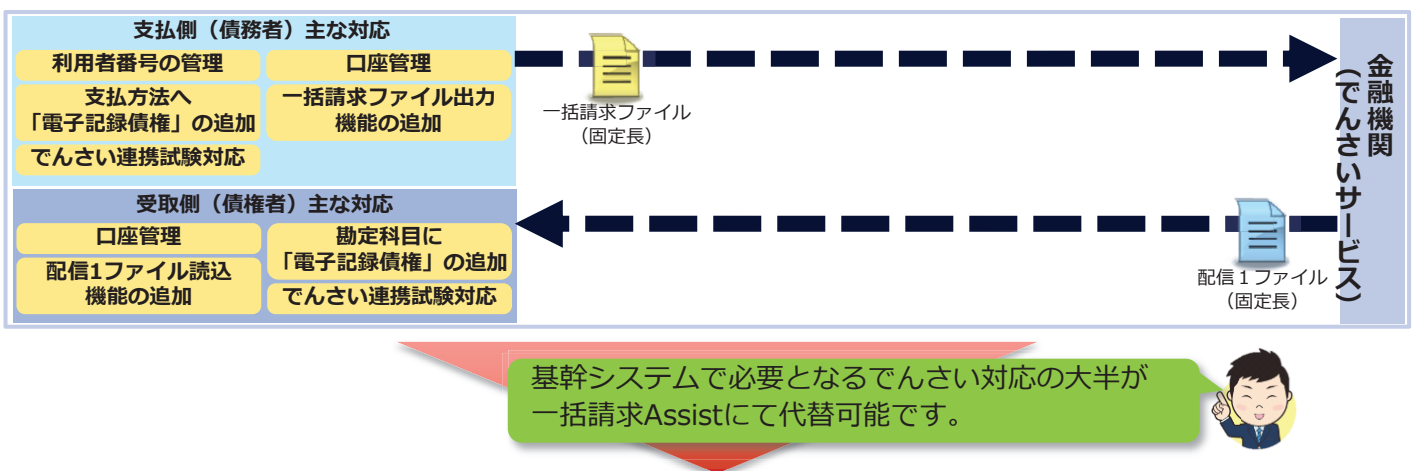 支払側（債務者）主な対応
利用者番号の管理
口座管理
支払方法へ
「電子記録債権」の追加
一括請求ファイル出力
機能の追加
でんさい連携試験対応
一括請求ファイル
（固定長）
受取側（債権者）主な対応
口座管理
勘定科目に
「電子記録債権」の追加
配信1ファイル読込
機能の追加
でんさい連携試験対応
配信１ファイル
（固定長）
金融機関
（でんさいサービス）
基幹システムで必要となるでんさい対応の大半が
一括請求Assistにて代替可能です。